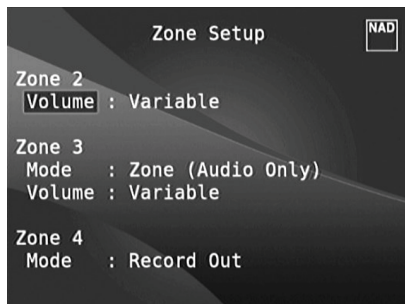 Zone Setup
NAD
Zone 2
Volume : Variable
Zone 3
Mode : Zone (Audio Only)
Volume : Variable
Zone 4
Mode : Record Out